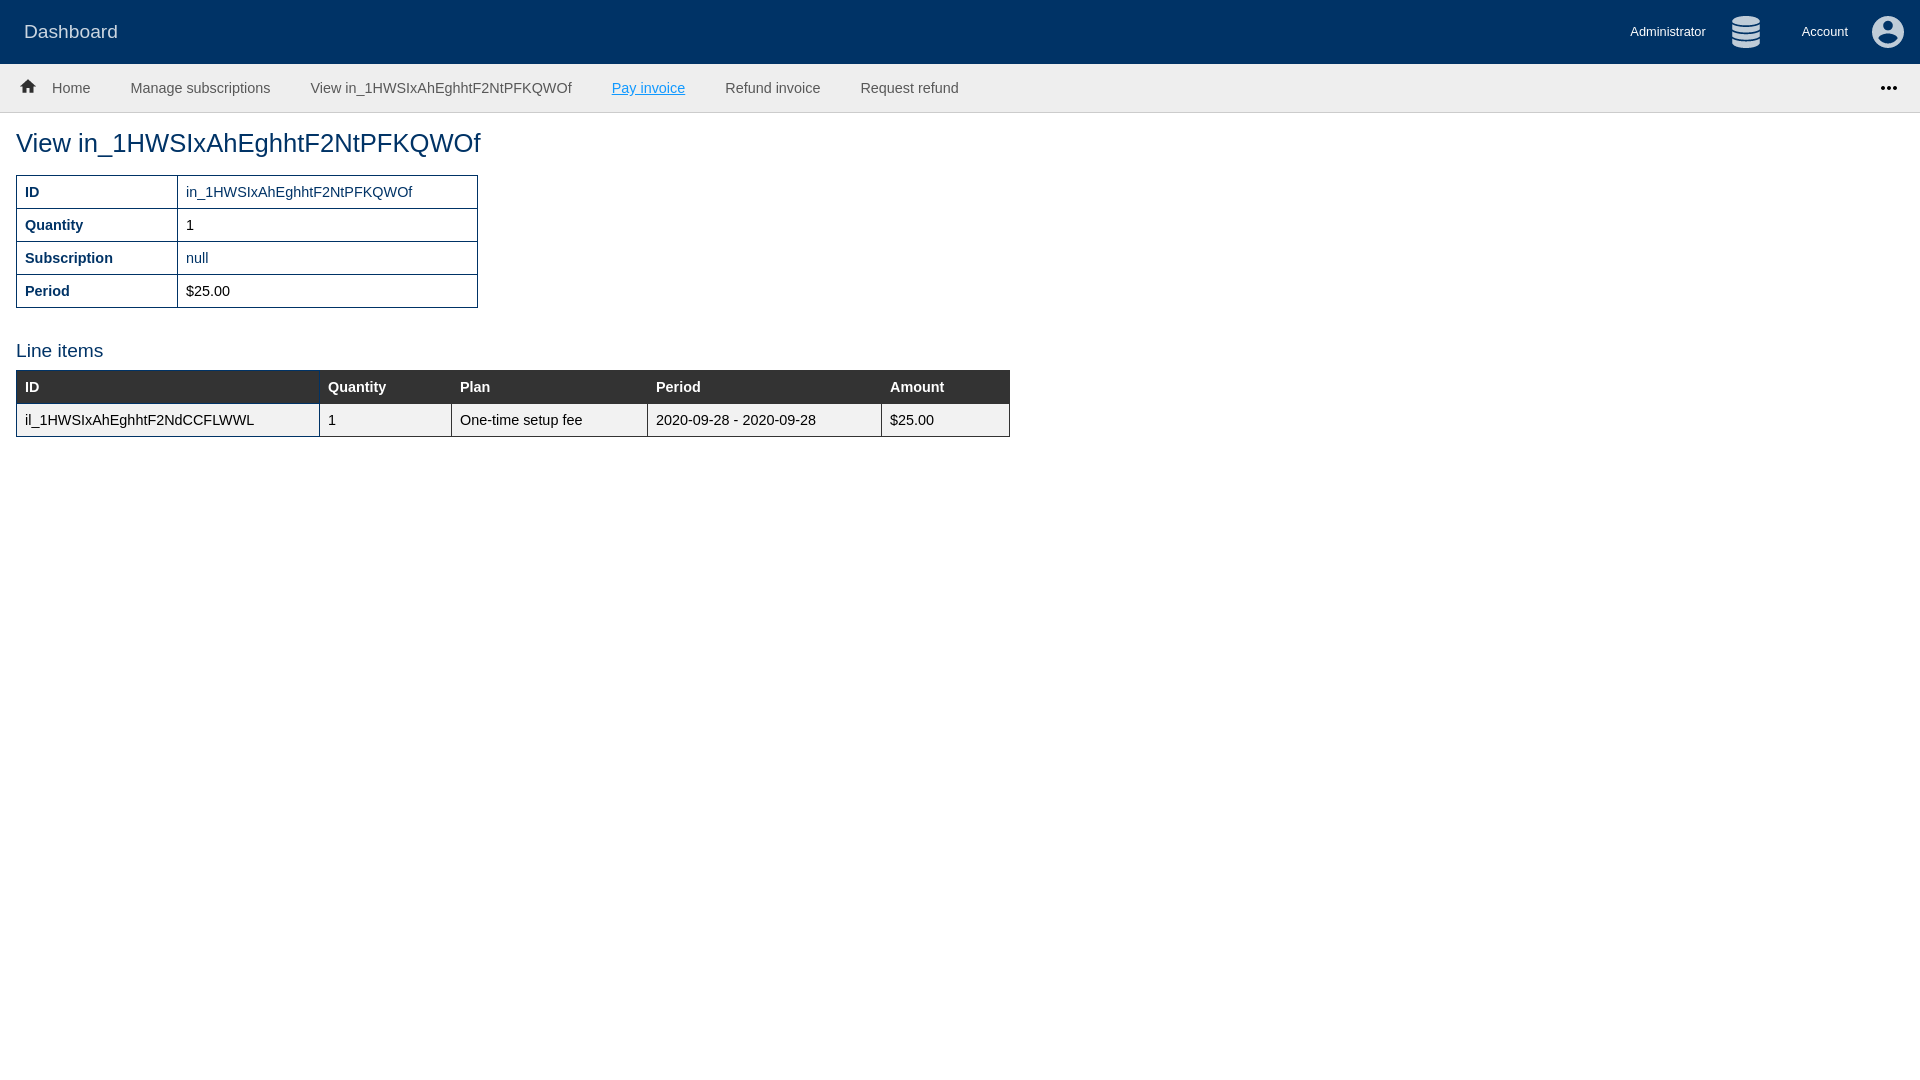 Dashboard
Administrator
Account
Home
Manage subscriptions
View in_1HWSIxAhEghhtF2NtPFKQWOf
Pay invoice
Refund invoice
Request refund
View in_1HWSIxAhEghhtF2NtPFKQWOf
ID in_1HWSIxAhEghhtF2NtPFKQWOf
Quantity 1
Subscription null
Period $25.00
Line items
ID Quantity Plan Period Amount
il_1HWSIxAhEghhtF2NdCCFLWWL 1 One-time setup fee 2020-09-28 - 2020-09-28 $25.00